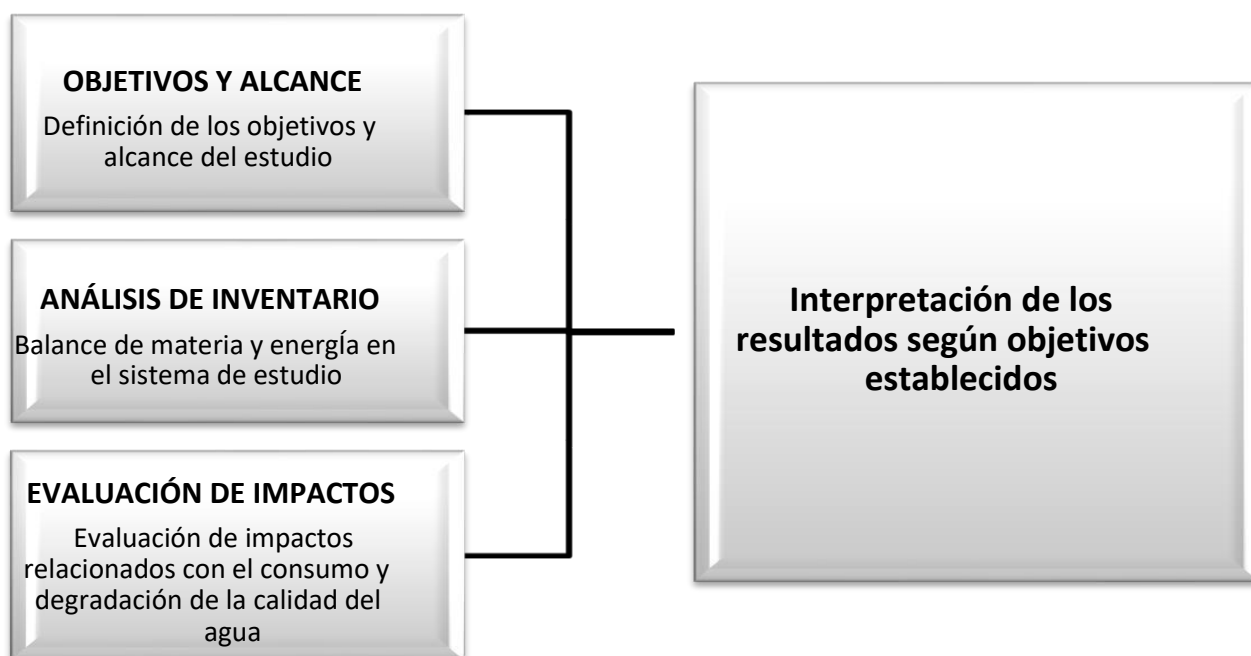 OBJETIVOS Y ALCANCE
Definición de los objetivos y
alcance del estudio
ANÁLISIS DE INVENTARIO
Balance de materia y energÍa en
el sistema de estudio
EVALUACIÓN DE IMPACTOS
Evaluación de impactos
relacionados con el consumo y
degradación de la calidad del
agua
Interpretación de los
resultados según objetivos
establecidos